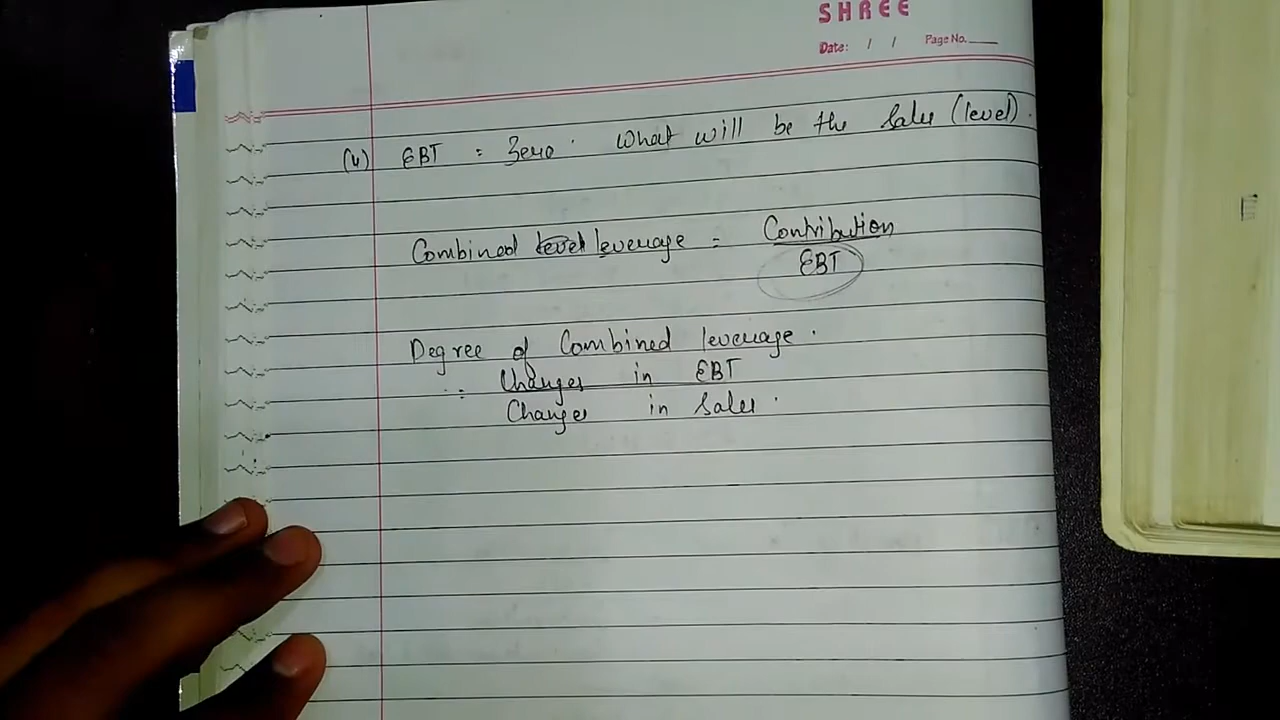 SHREE
Date: / / Page No.
(v) EBT = Zero. What will be the Sales (level).
Combined level leverage = Contribution
EBT
Degree of Combined leverage.
= Changes in EBT
Changes in Sales.